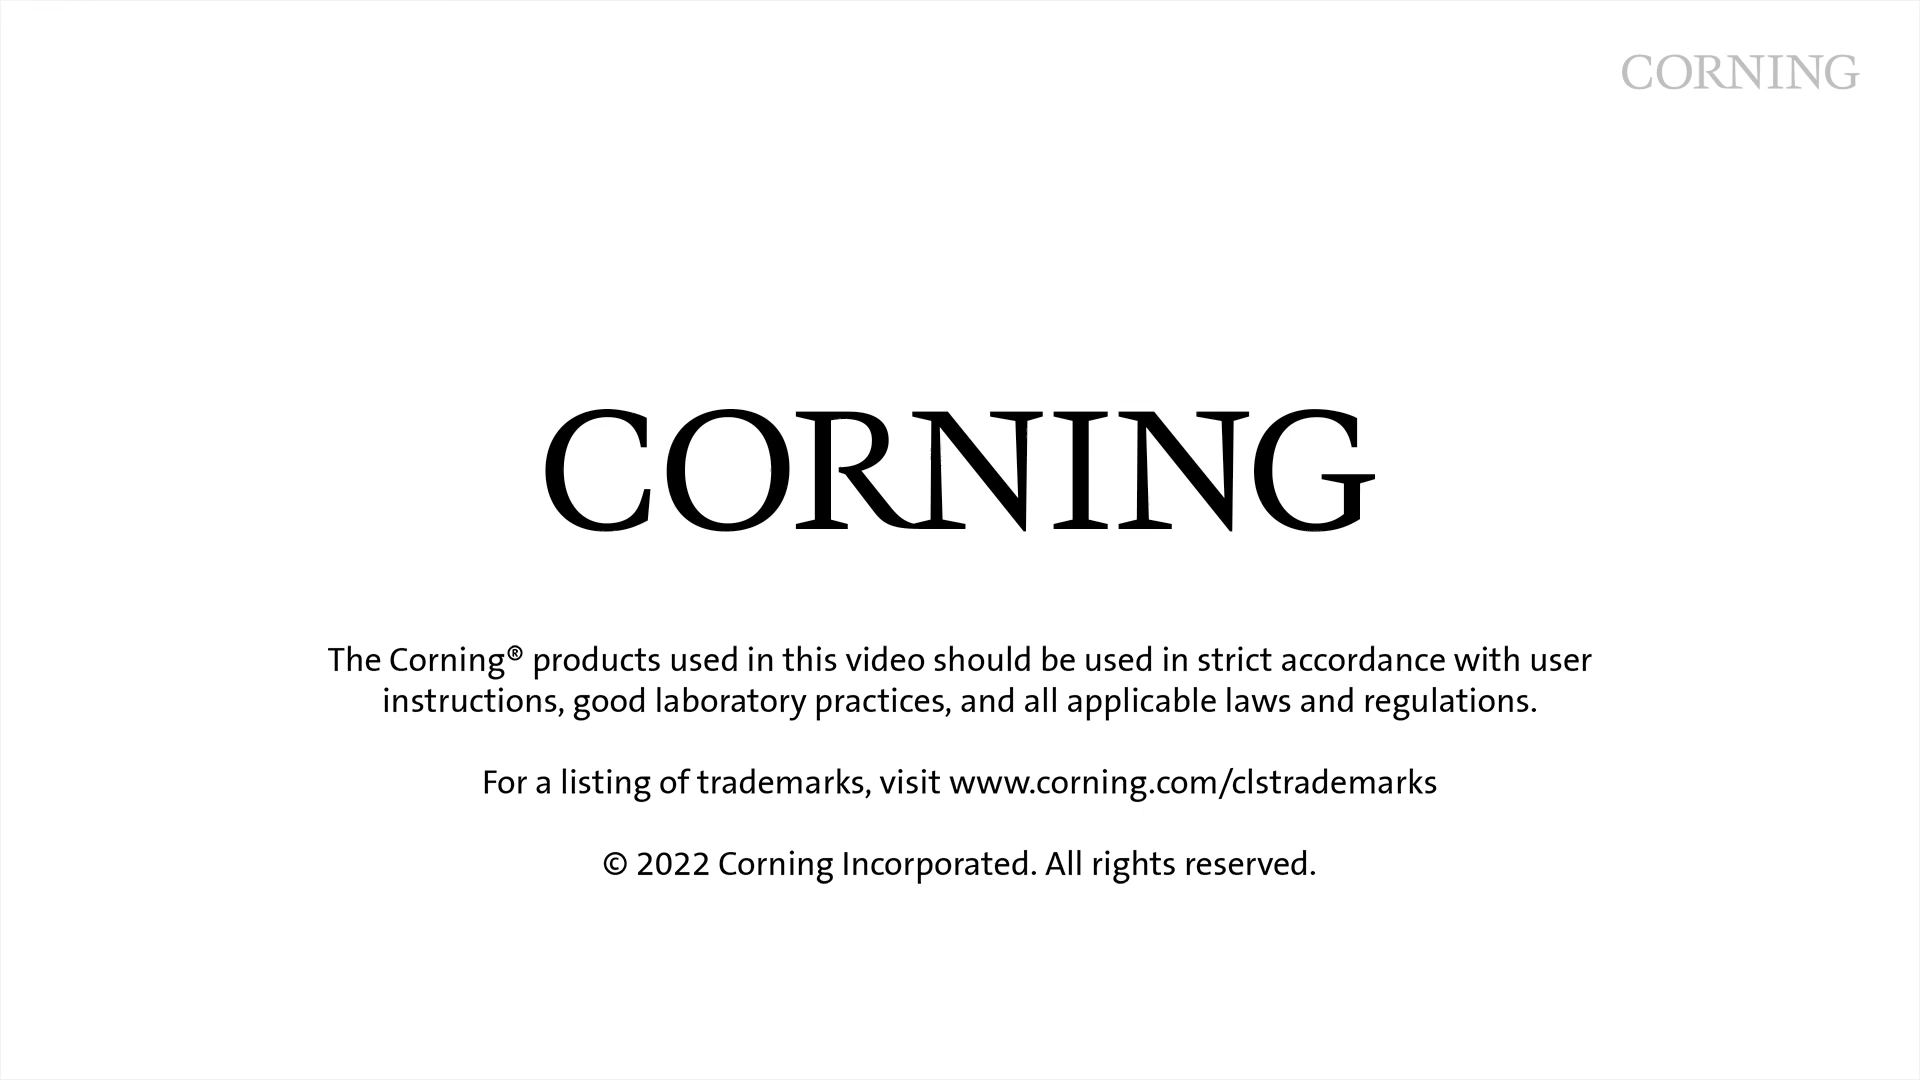 CORNING
CORNING
The Corning® products used in this video should be used in strict accordance with user
instructions, good laboratory practices, and all applicable laws and regulations.
For a listing of trademarks, visit www.corning.com/clstrademarks
© 2022 Corning Incorporated. All rights reserved.